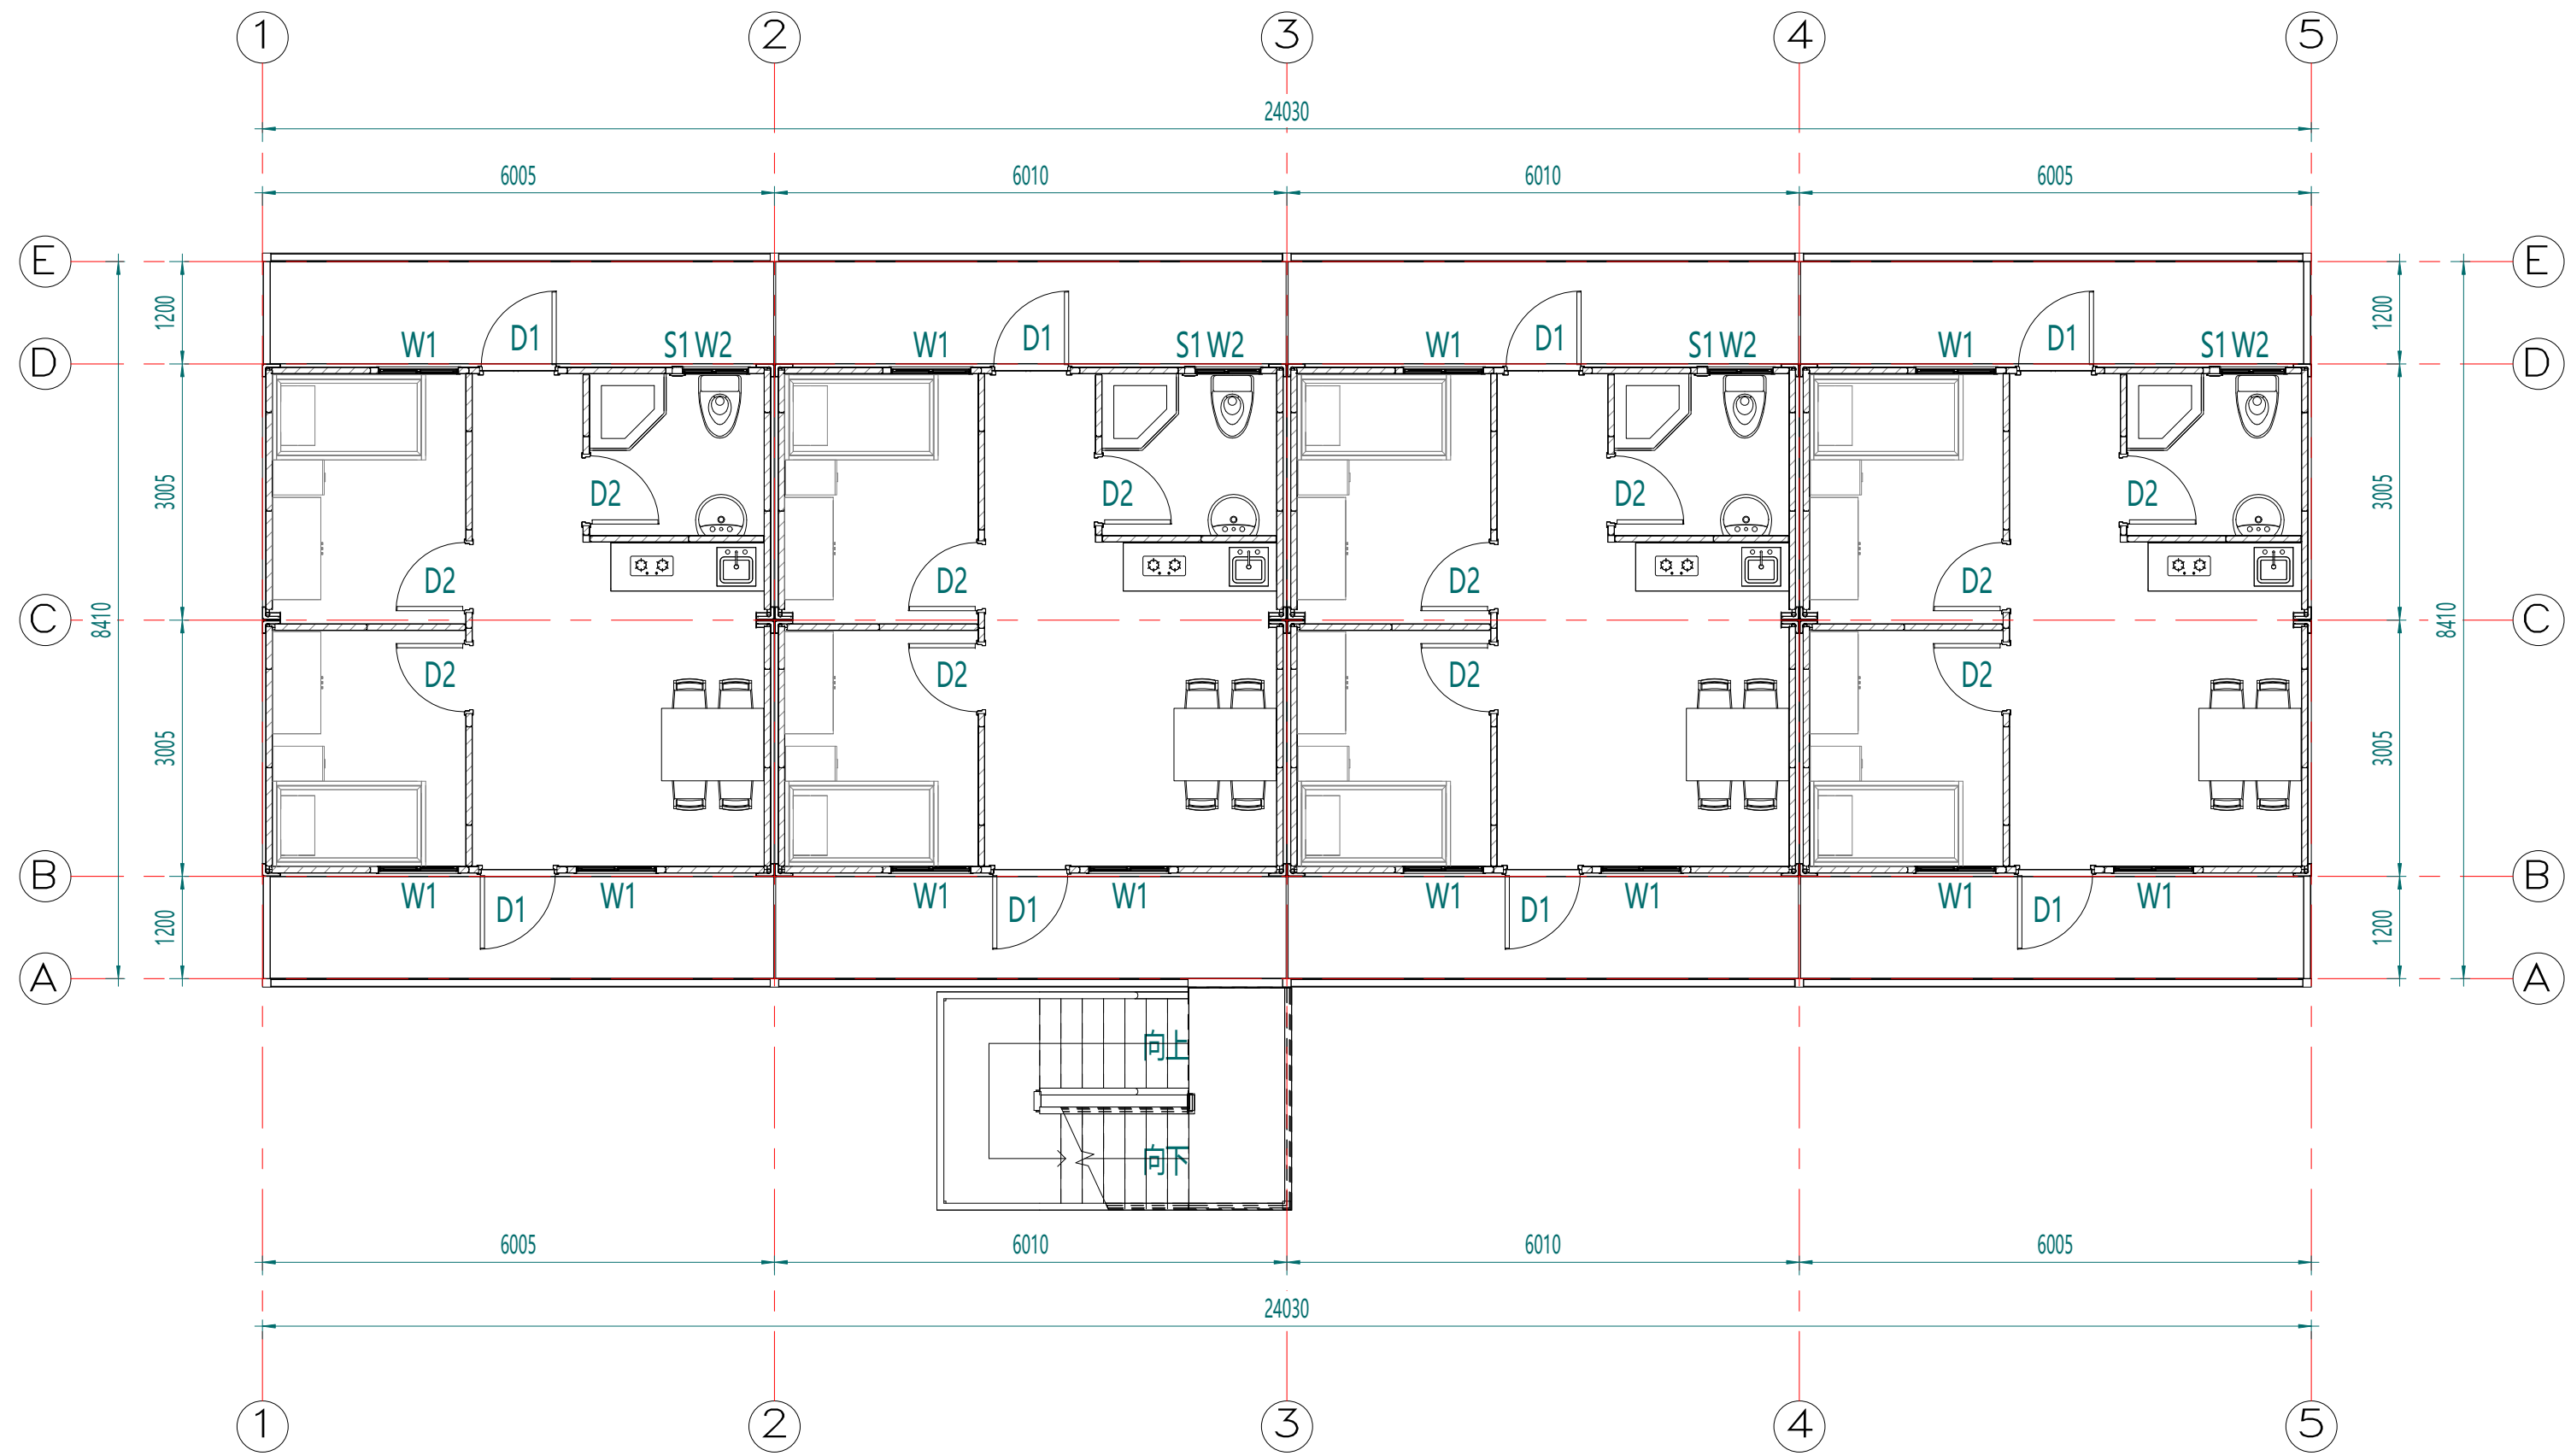 1 2 3 4 5
24030
6005 6010 6010 6005
E E
1200 1200
W1 D1 S1 W2 W1 D1 S1 W2 W1 D1 S1 W2 W1 D1 S1 W2
D D
3005 3005
D2 D2 D2 D2
D2 D2 D2 D2
C 8410 8410 C
D2 D2 D2 D2
3005 3005
B B
W1 D1 W1 W1 D1 W1 W1 D1 W1 W1 D1 W1
1200 1200
A A
向上
向下
6005 6010 6010 6005
24030
1 2 3 4 5